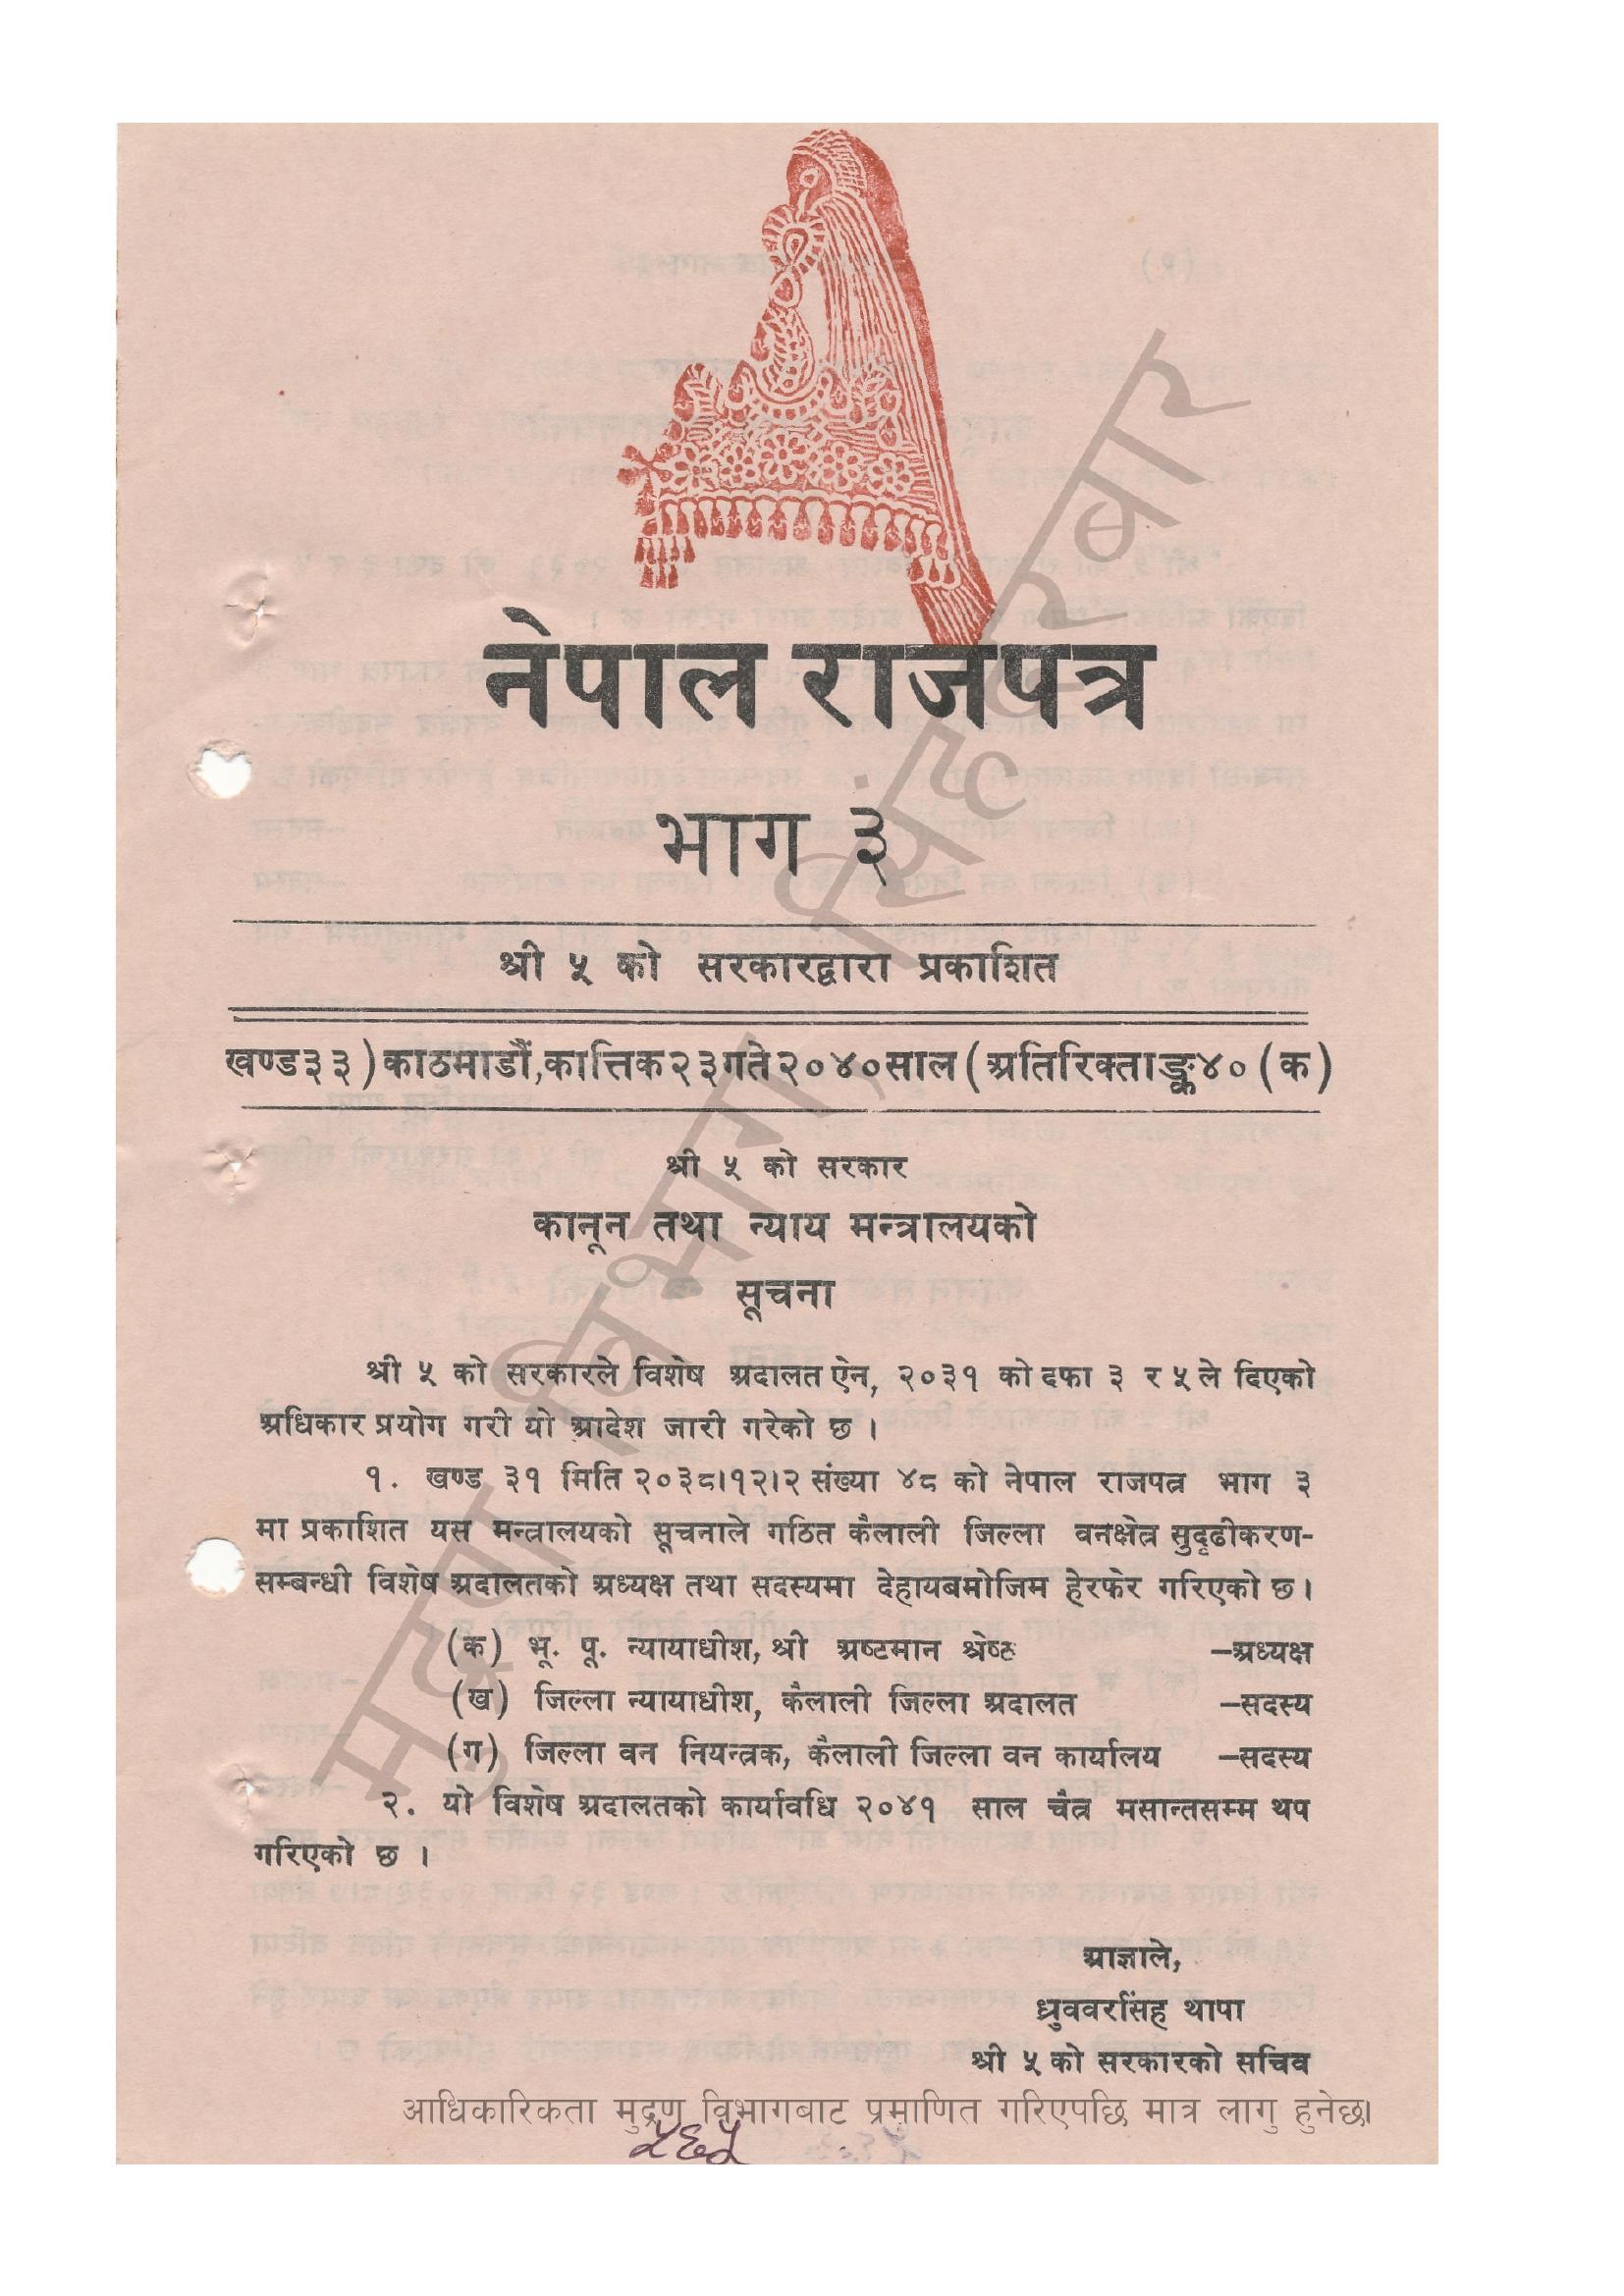 नेपाल राजपत्र
भाग ३
श्री ५ को सरकारद्वारा प्रकाशित
खण्ड ३३ ) काठमाडौं, कात्तिक २३ गते २०४० साल ( अतिरिक्ताङ्क ४० (क)
श्री ५ को सरकार
कानून तथा न्याय मन्त्रालयको
सूचना
श्री ५ को सरकारले विशेष अदालत ऐन, २०३१ को दफा ३ र ५ ले दिएको
अधिकार प्रयोग गरी यो आदेश जारी गरेको छ ।
१. खण्ड ३१ मिति २०३८।१२।२ संख्या ४८ को नेपाल राजपत्र भाग ३
मा प्रकाशित यस मन्त्रालयको सूचनाले गठित कैलाली जिल्ला वनक्षेत्र सुदृढीकरण-
सम्बन्धी विशेष अदालतको अध्यक्ष तथा सदस्यमा देहायबमोजिम हेरफेर गरिएको छ ।
(क) भू. पू. न्यायाधीश, श्री अष्टमान श्रेष्ठ –अध्यक्ष
(ख) जिल्ला न्यायाधीश, कैलाली जिल्ला अदालत –सदस्य
(ग) जिल्ला वन नियन्त्रक, कैलाली जिल्ला वन कार्यालय –सदस्य
२. यो विशेष अदालतको कार्यावधि २०४१ साल चैत्र मसान्तसम्म थप
गरिएको छ ।
आज्ञाले,
ध्रुववरसिंह थापा
श्री ५ को सरकारको सचिव
आधिकारिकता मुद्रण विभागबाट प्रमाणित गरिएपछि मात्र लागु हुनेछ।
५६५
मुद्रण विभाग, सिंहदरवार